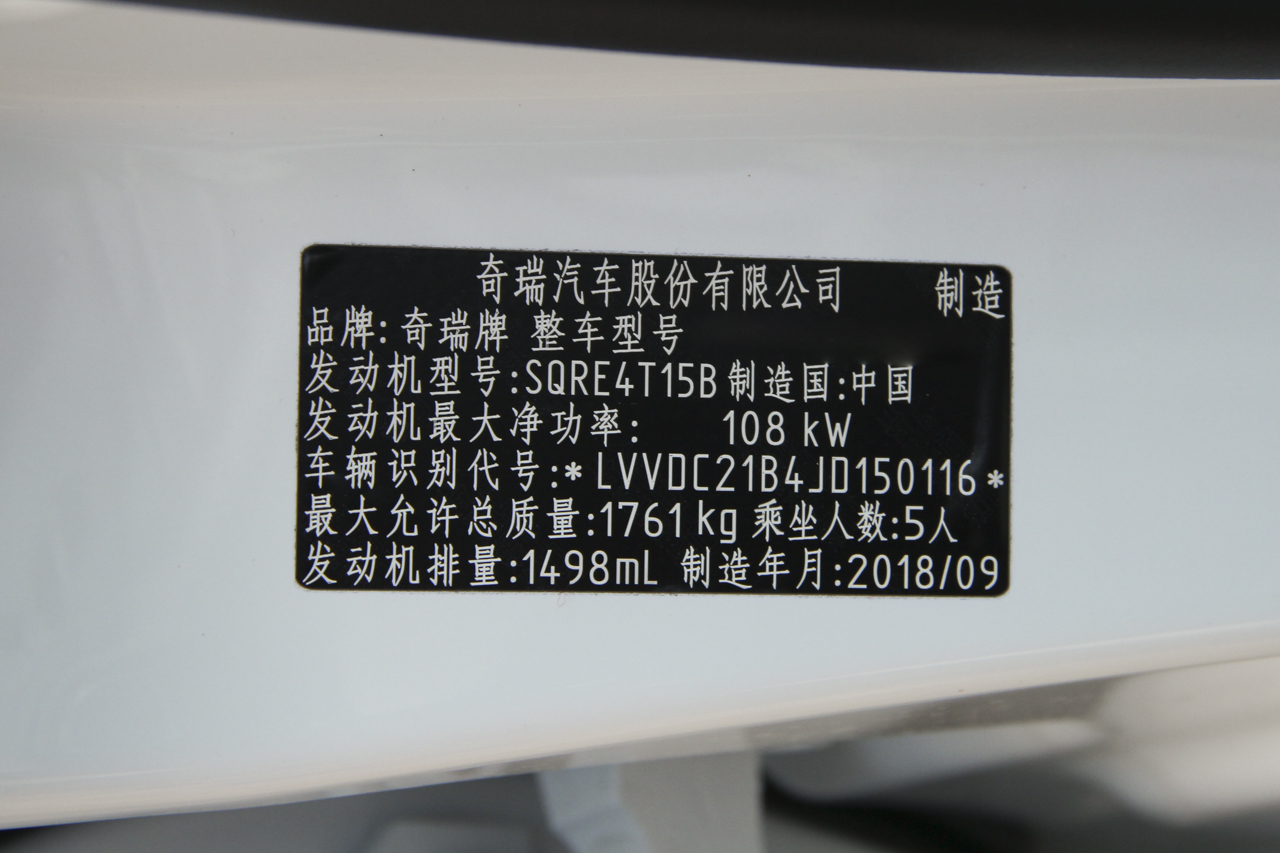 奇瑞汽车股份有限公司 制造
品牌:奇瑞牌 整车型号
发动机型号:SQRE4T15B 制造国:中国
发动机最大净功率: 108 kW
车辆识别代号:*LVVDC21B4JD150116*
最大允许总质量:1761kg 乘坐人数:5人
发动机排量:1498mL 制造年月:2018/09